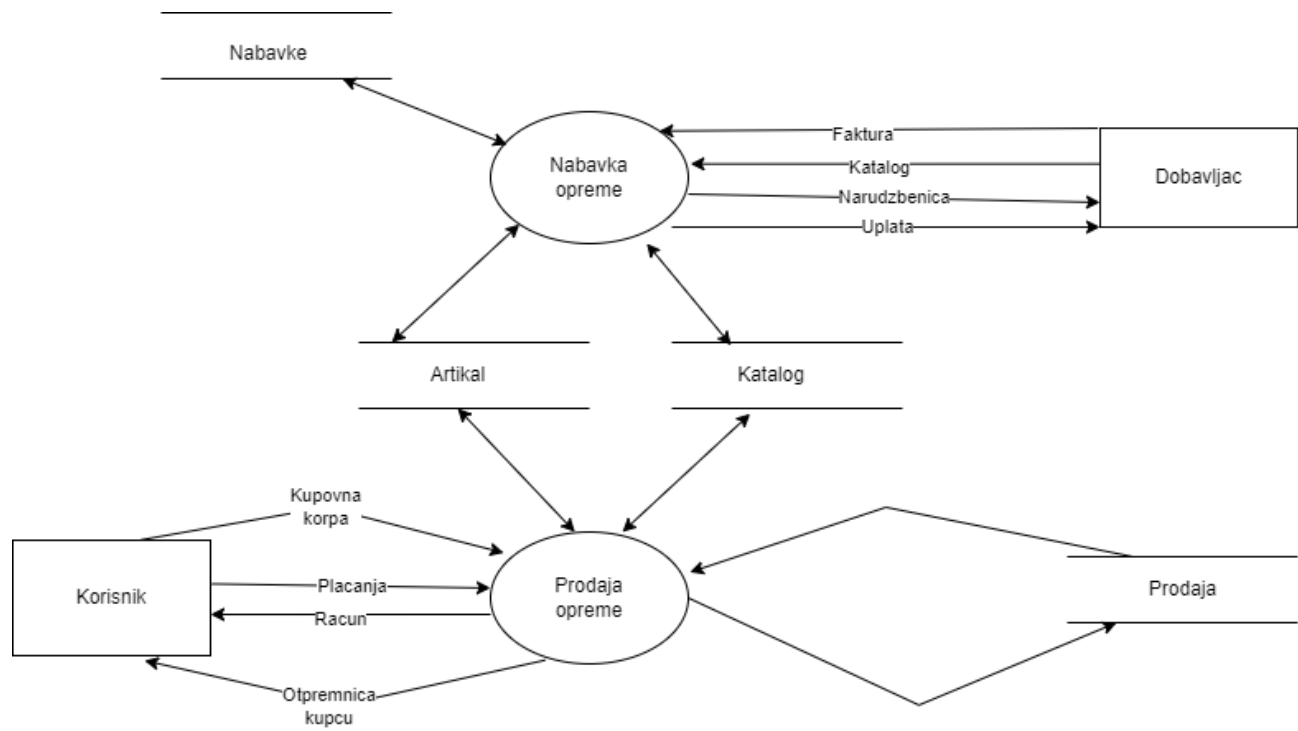 Nabavke
Faktura
Nabavka
opreme
Katalog
Dobavljac
Narudzbenica
Uplata
Artikal
Katalog
Kupovna
korpa
Korisnik
Placanja
Racun
Prodaja
opreme
Prodaja
Otpremnica
kupcu